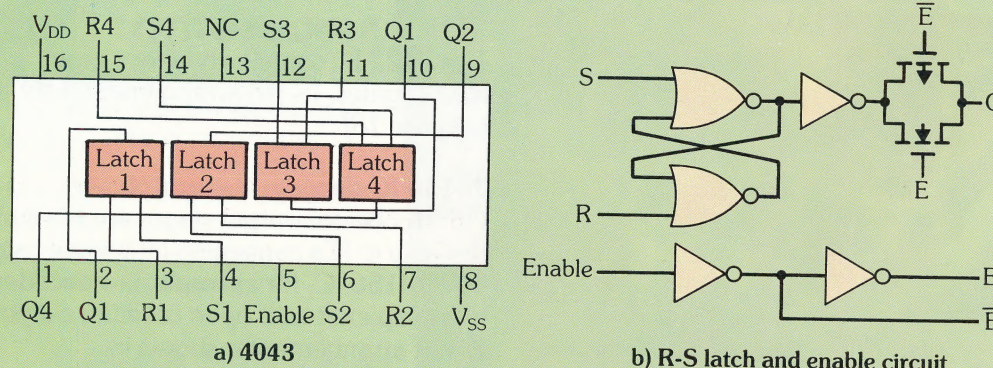 V_DD R4 S4 NC S3 R3 Q1 Q2
16 15 14 13 12 11 10 9
Latch 1
Latch 2
Latch 3
Latch 4
1 2 3 4 5 6 7 8
Q4 Q1 R1 S1 Enable S2 R2 V_SS
a) 4043
E̅
S
R
E
Enable
E
E̅
b) R-S latch and enable circuit